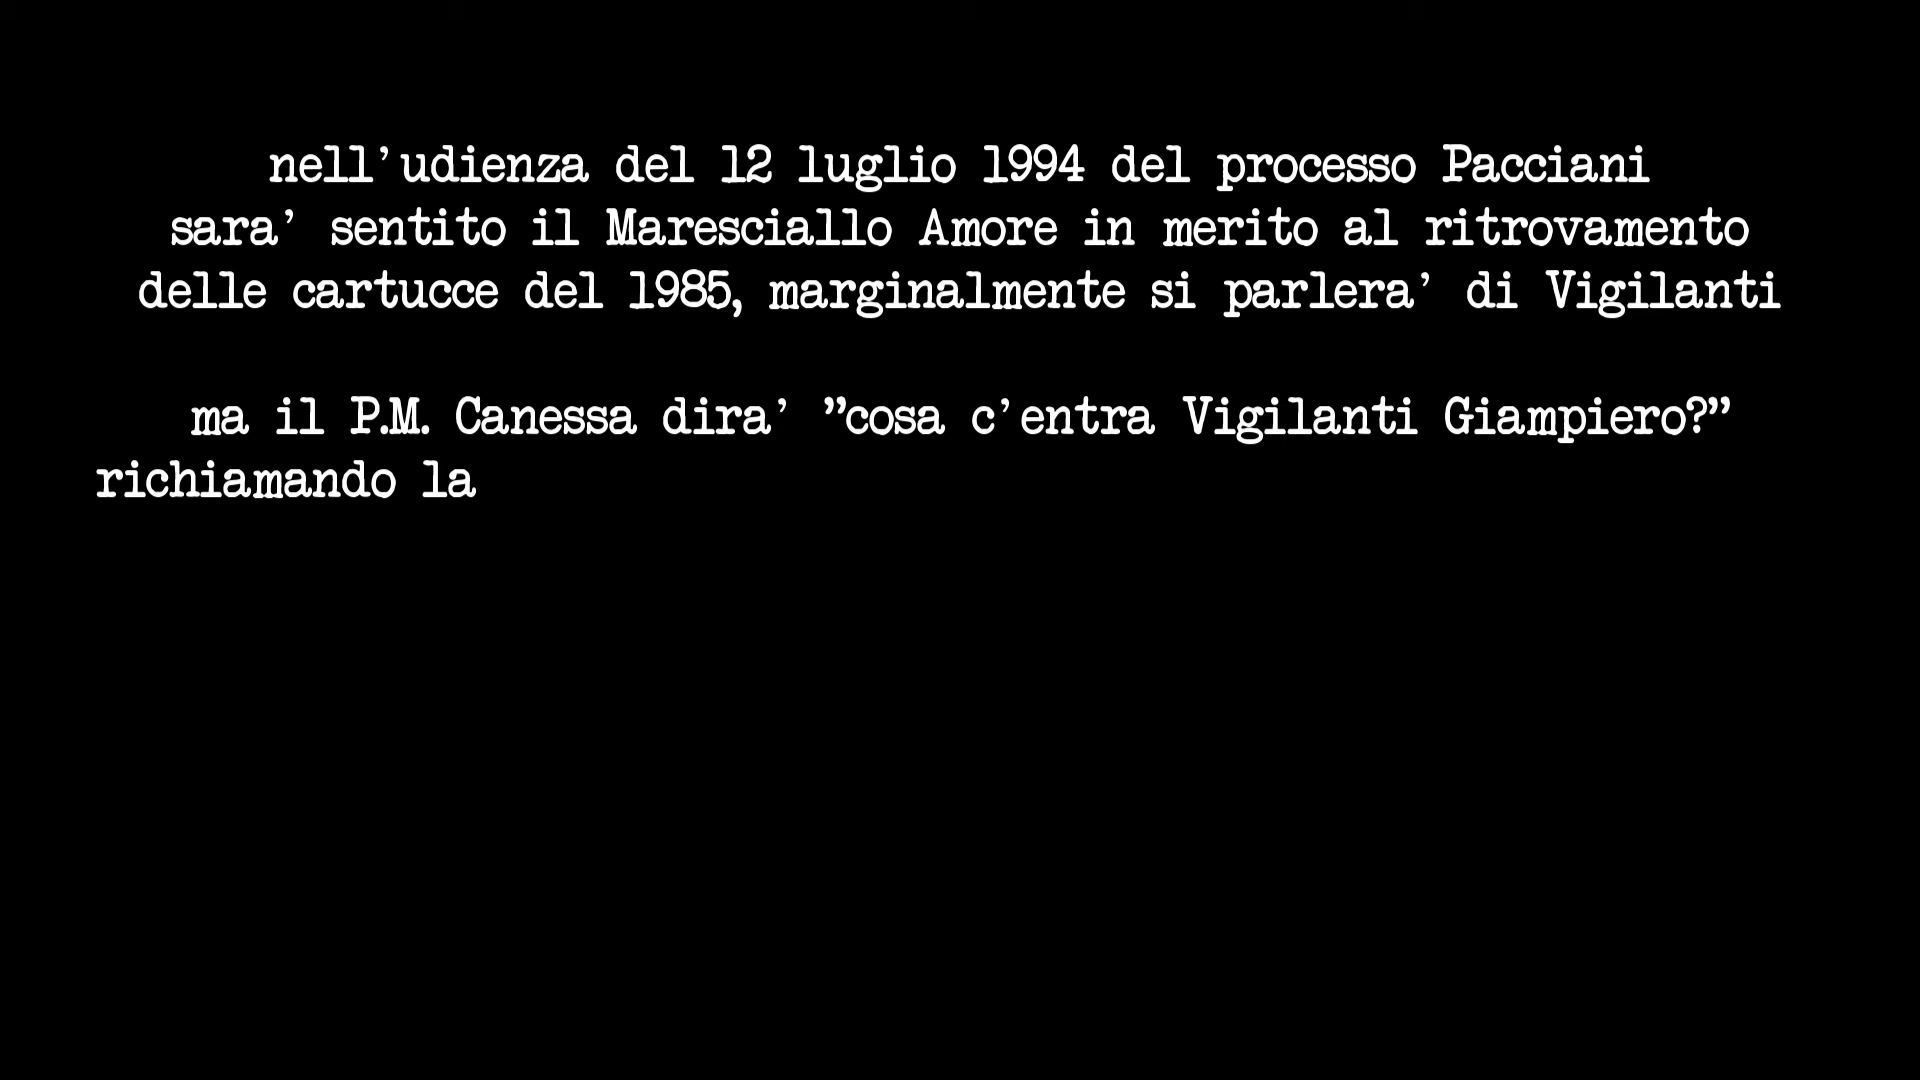 nell’udienza del 12 luglio 1994 del processo Pacciani
sara’ sentito il Maresciallo Amore in merito al ritrovamento
delle cartucce del 1985, marginalmente si parlera’ di Vigilanti
ma il P.M. Canessa dira’ ”cosa c’entra Vigilanti Giampiero?”
richiamando la